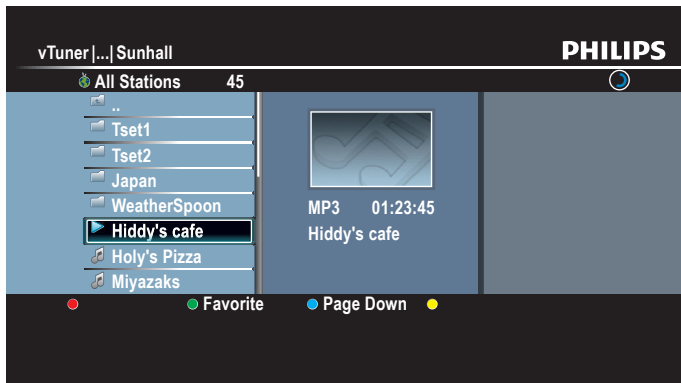 vTuner|...| Sunhall
PHILIPS
All Stations 45
..
Tset1
Tset2
Japan
WeatherSpoon
Hiddy's cafe
Holy's Pizza
Miyazaks
MP3 01:23:45
Hiddy's cafe
Favorite Page Down